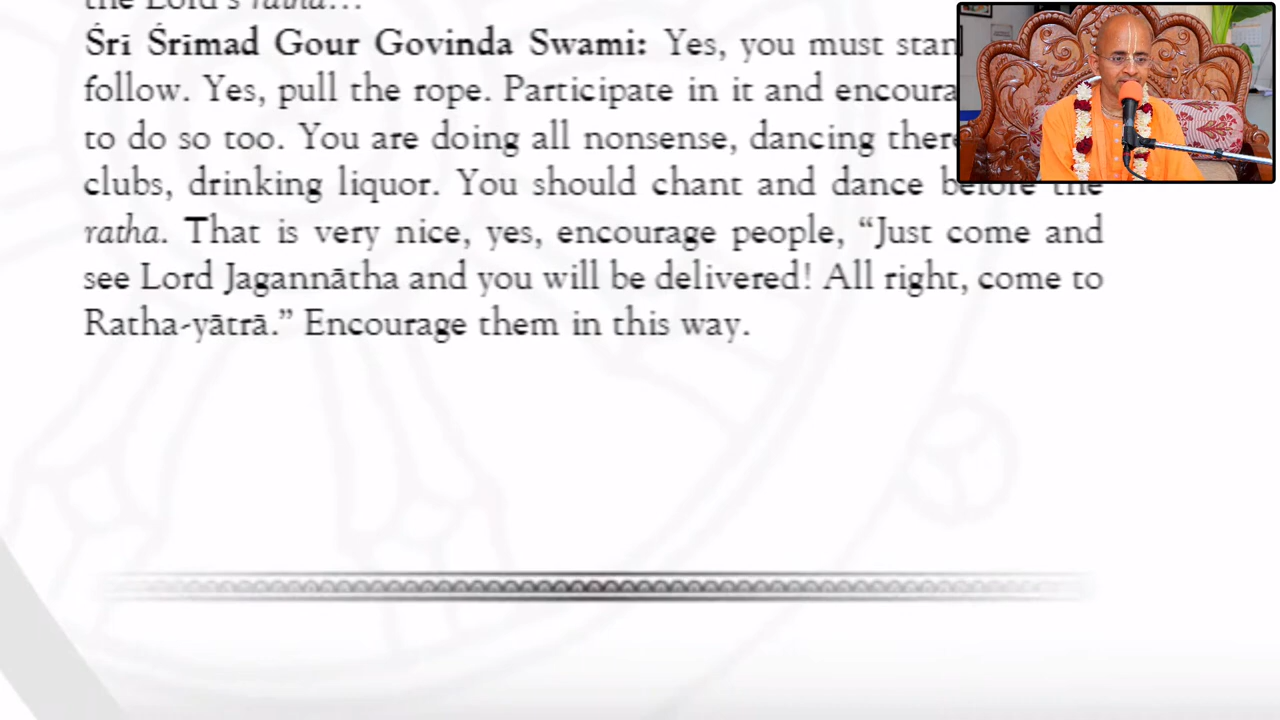 the Lord's ratha…
Śrī Śrīmad Gour Govinda Swami: Yes, you must
follow. Yes, pull the rope. Participate in it and
to do so too. You are doing all nonsense, dancing
clubs, drinking liquor. You should chant and dance before the
ratha. That is very nice, yes, encourage people, “Just come and
see Lord Jagannātha and you will be delivered! All right, come to
Ratha-yātrā.” Encourage them in this way.